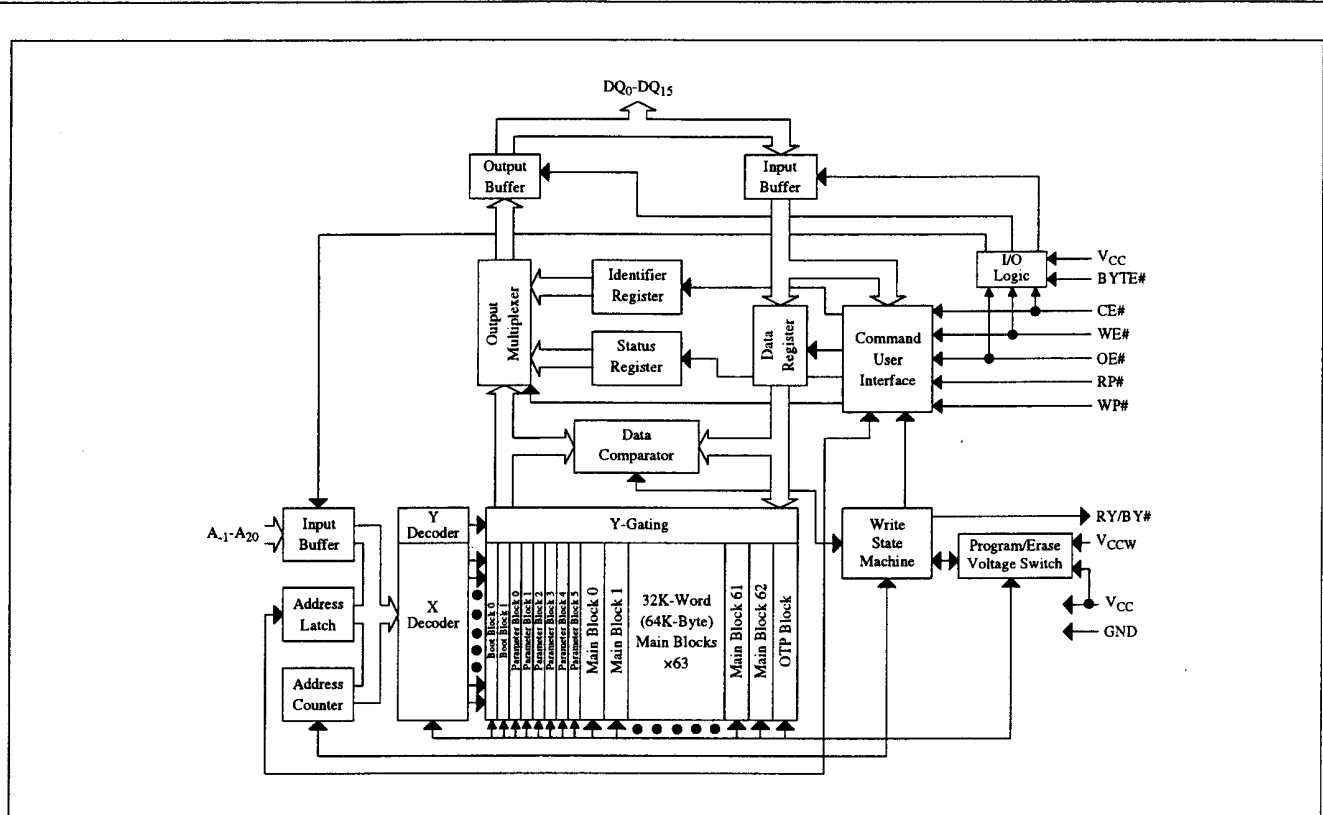 DQ0-DQ15
Output
Buffer
Input
Buffer
I/O
Logic
VCC
BYTE#
CE#
WE#
OE#
RP#
WP#
Output
Multiplexer
Identifier
Register
Status
Register
Data
Register
Command
User
Interface
Data
Comparator
A-1-A20
Input
Buffer
Address
Latch
Address
Counter
Y
Decoder
X
Decoder
Y-Gating
Boot Block 0
Boot Block 1
Parameter Block 0
Parameter Block 1
Parameter Block 2
Parameter Block 3
Parameter Block 4
Parameter Block 5
Main Block 0
Main Block 1
32K-Word
(64K-Byte)
Main Blocks
×63
Main Block 61
Main Block 62
OTP Block
Write
State
Machine
RY/BY#
Program/Erase
Voltage Switch
VCCW
VCC
GND